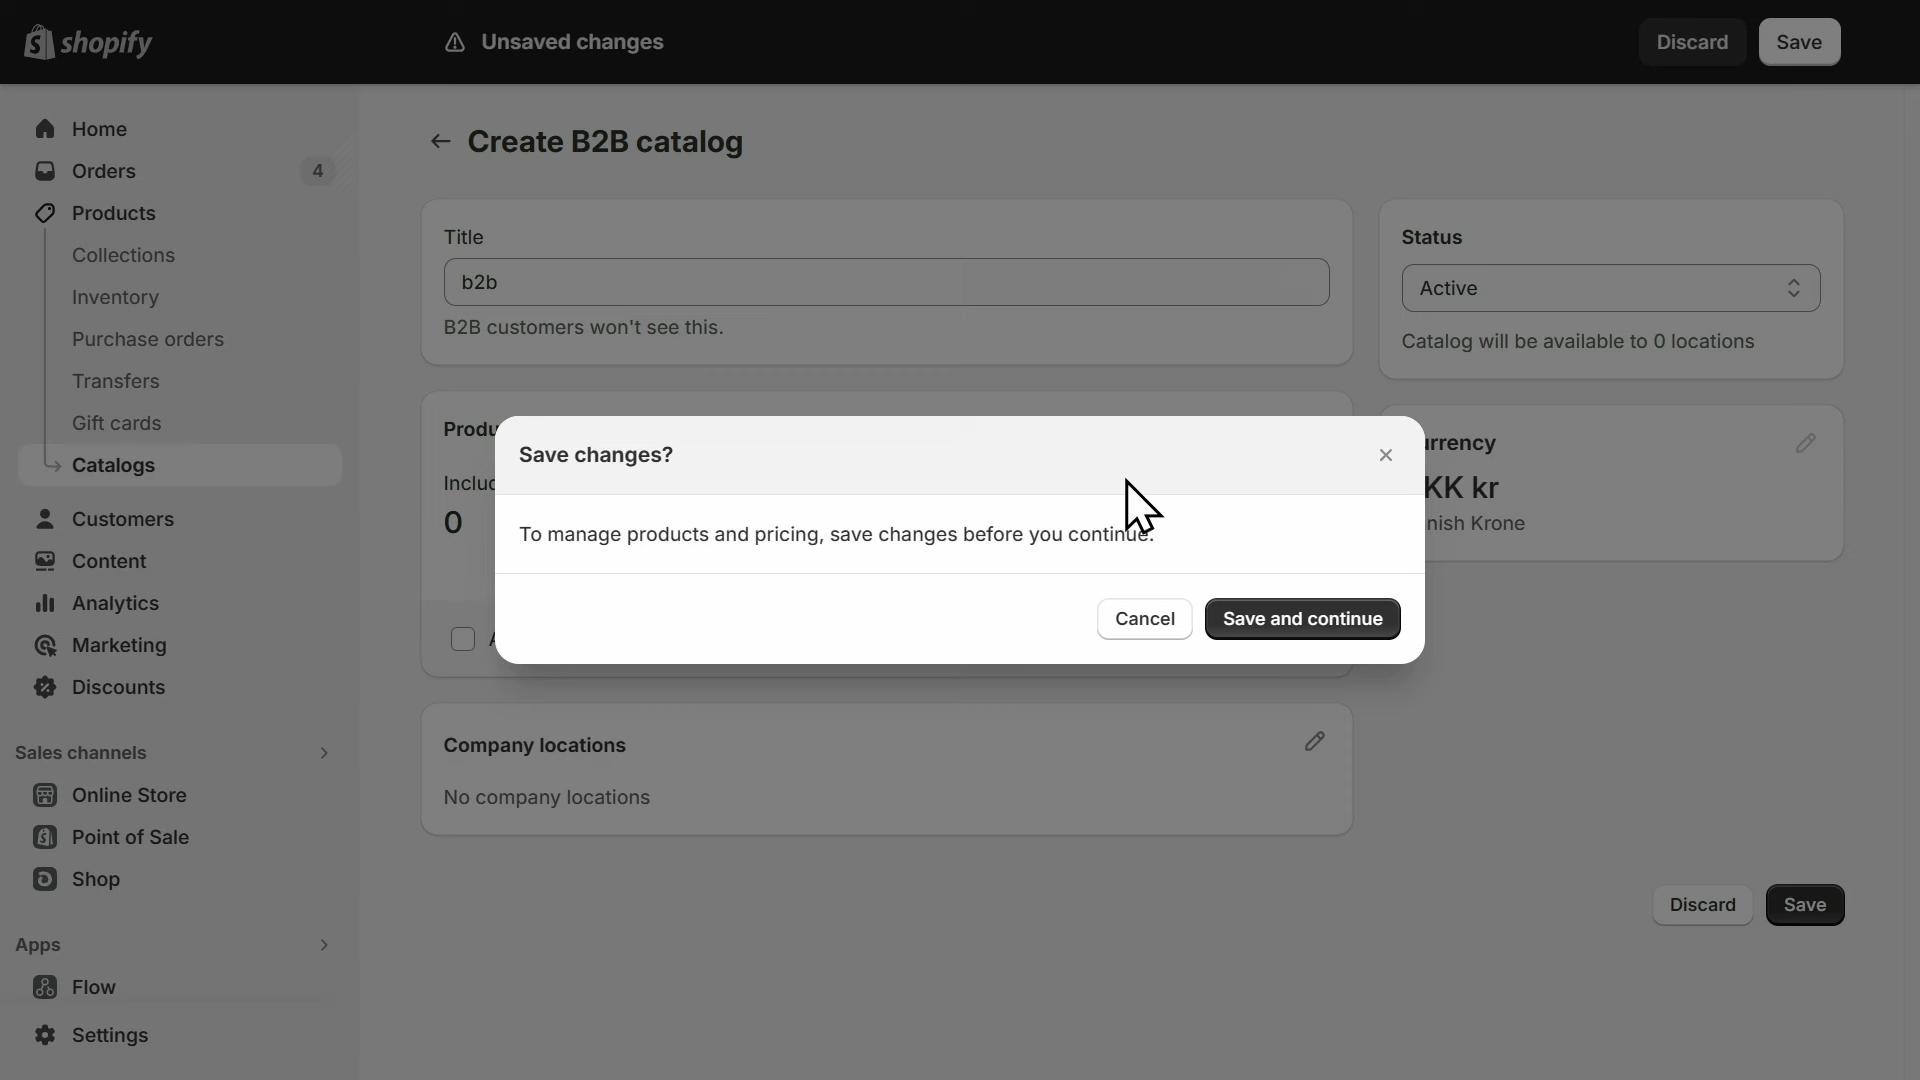 shopify
Unsaved changes
Discard
Save
Home
Orders
4
Products
Collections
Inventory
Purchase orders
Transfers
Gift cards
Catalogs
Customers
Content
Analytics
Marketing
Discounts
Sales channels
Online Store
Point of Sale
Shop
Apps
Flow
Settings
Create B2B catalog
Title
b2b
B2B customers won't see this.
Status
Active
Catalog will be available to 0 locations
Produ
Includ
0
urrency
KK kr
nish Krone
Save changes?
To manage products and pricing, save changes before you continue.
Cancel
Save and continue
Company locations
No company locations
Discard
Save